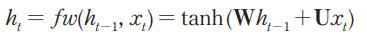 hₜ = fw(hₜ₋₁, xₜ) = tanh(Whₜ₋₁+Uxₜ)